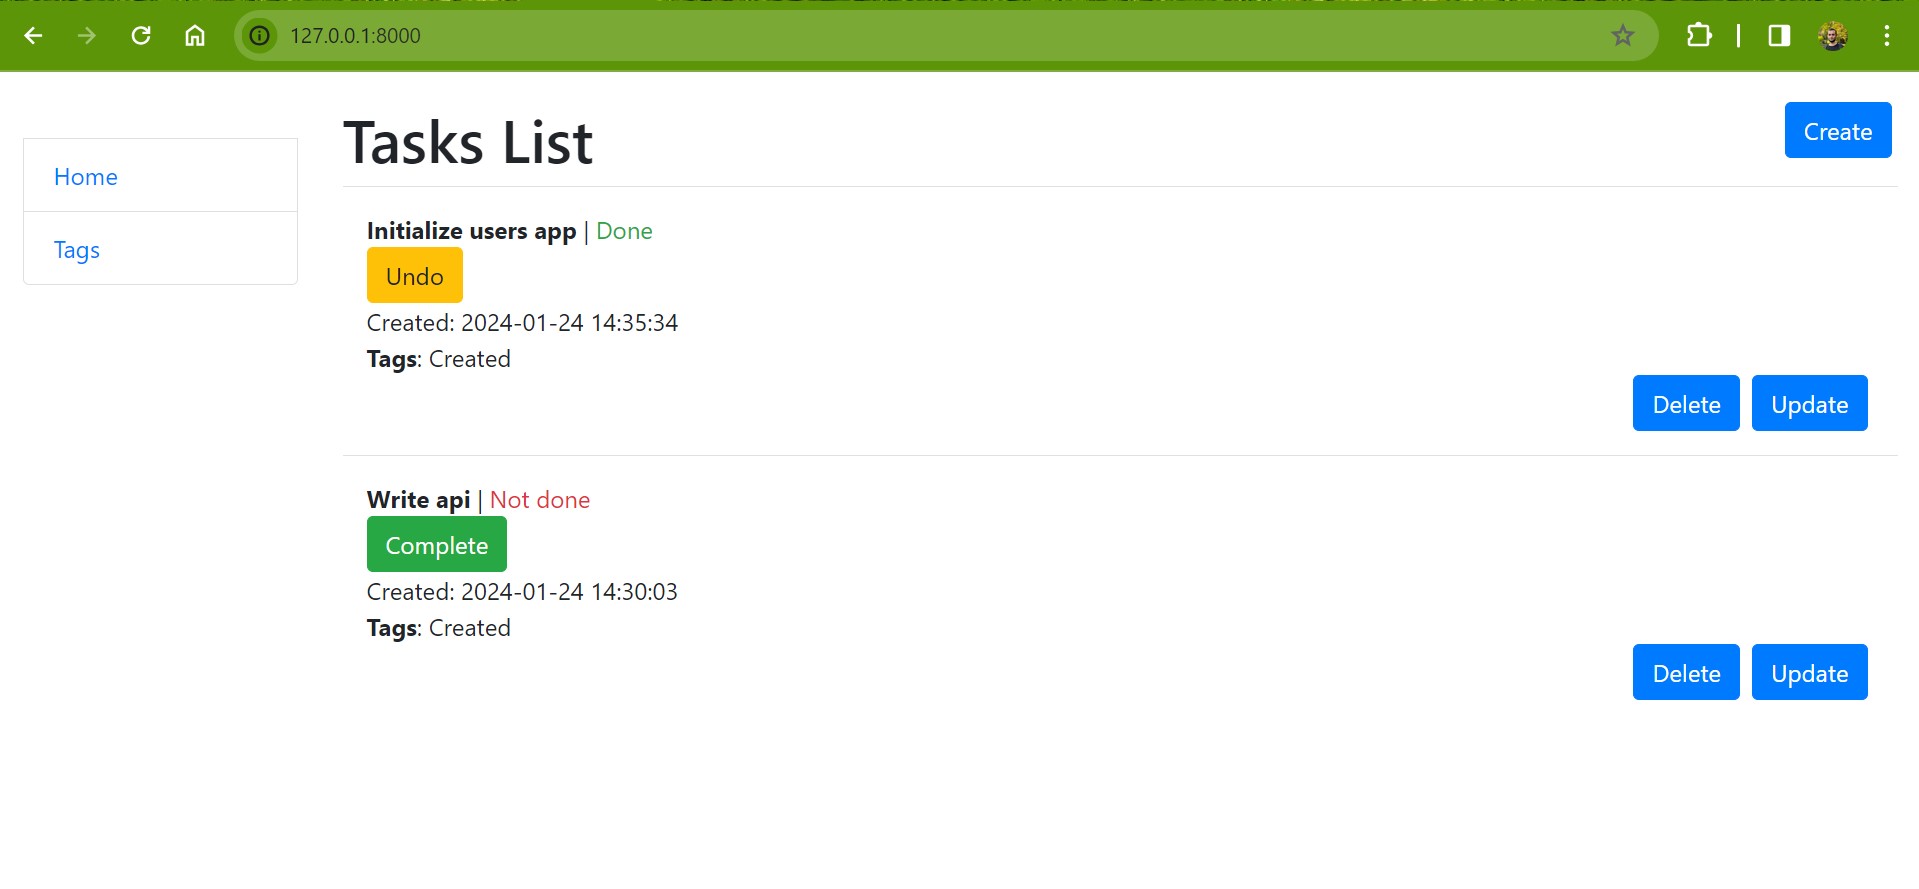 127.0.0.1:8000
Home
Tags
Tasks List
Create
Initialize users app | Done
Undo
Created: 2024-01-24 14:35:34
Tags: Created
Delete Update
Write api | Not done
Complete
Created: 2024-01-24 14:30:03
Tags: Created
Delete Update